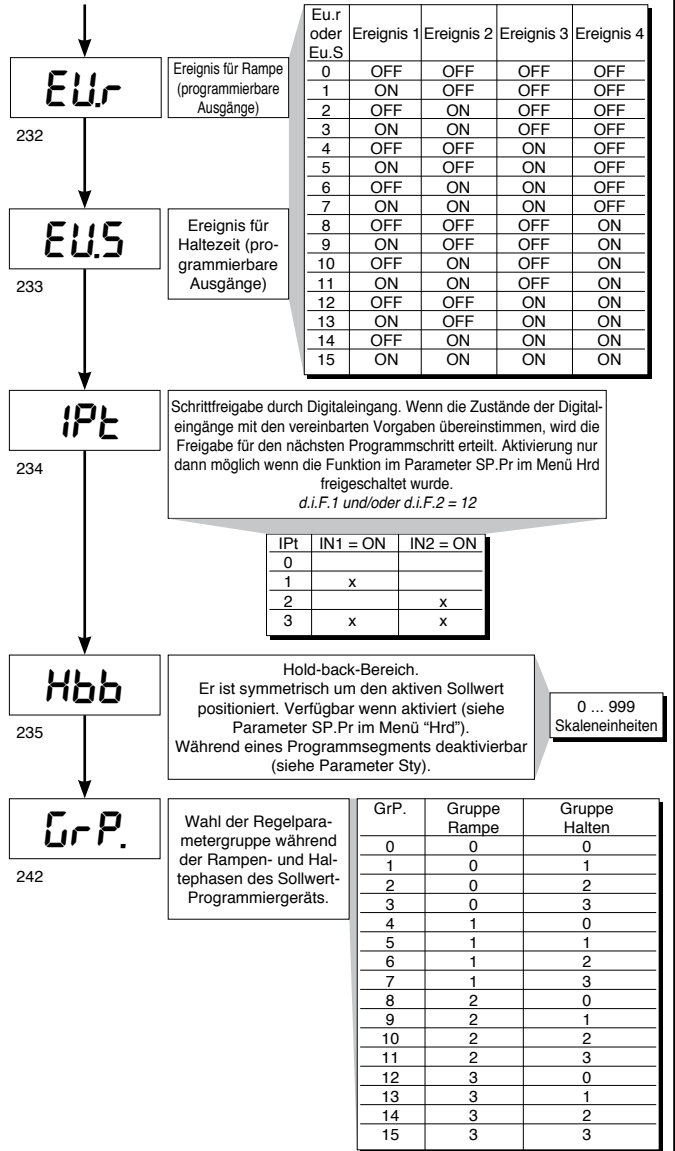 Eu.r
oder
Eu.S
Ereignis 1 Ereignis 2 Ereignis 3 Ereignis 4
0 OFF OFF OFF OFF
1 ON OFF OFF OFF
2 OFF ON OFF OFF
3 ON ON OFF OFF
4 OFF OFF ON OFF
5 ON OFF ON OFF
6 OFF ON ON OFF
7 ON ON ON OFF
8 OFF OFF OFF ON
9 ON OFF OFF ON
10 OFF ON OFF ON
11 ON ON OFF ON
12 OFF OFF ON ON
13 ON OFF ON ON
14 OFF ON ON ON
15 ON ON ON ON
EU.r
232
Ereignis für Rampe
(programmierbare
Ausgänge)
EU.S
233
Ereignis für
Haltezeit (pro-
grammierbare
Ausgänge)
IPt
234
Schrittfreigabe durch Digitaleingang. Wenn die Zustände der Digital-
eingänge mit den vereinbarten Vorgaben übereinstimmen, wird die
Freigabe für den nächsten Programmschritt erteilt. Aktivierung nur
dann möglich wenn die Funktion im Parameter SP.Pr im Menü Hrd
freigeschaltet wurde.
d.i.F.1 und/oder d.i.F.2 = 12
IPt IN1 = ON IN2 = ON
0
1 x
2 x
3 x x
Hbb
235
Hold-back-Bereich.
Er ist symmetrisch um den aktiven Sollwert
positioniert. Verfügbar wenn aktiviert (siehe
Parameter SP.Pr im Menü “Hrd”).
Während eines Programmsegments deaktivierbar
(siehe Parameter Sty).
0 ... 999
Skaleneinheiten
GrP.
242
Wahl der Regelpara-
metergruppe während
der Rampen- und Hal-
tephasen des Sollwert-
Programmiergeräts.
GrP. Gruppe Gruppe
Rampe Halten
0 0 0
1 0 1
2 0 2
3 0 3
4 1 0
5 1 1
6 1 2
7 1 3
8 2 0
9 2 1
10 2 2
11 2 3
12 3 0
13 3 1
14 3 2
15 3 3